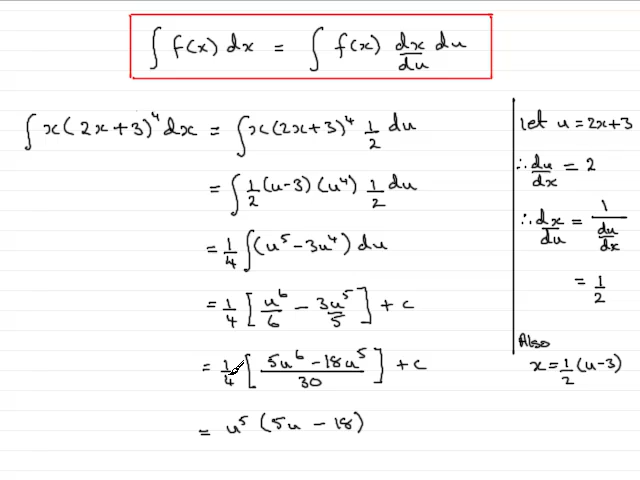 ∫ f(x) dx = ∫ f(x) dx/du du
∫ x(2x+3)⁴ dx = ∫ x(2x+3)⁴ 1/2 du
= ∫ 1/2 (u-3) (u⁴) 1/2 du
= 1/4 ∫ (u⁵ - 3u⁴) du
= 1/4 [ u⁶/6 - 3u⁵/5 ] + c
= 1/4 [ (5u⁶ - 18u⁵)/30 ] + c
= u⁵ (5u - 18)
let u = 2x+3
∴ du/dx = 2
∴ dx/du = 1/(du/dx)
= 1/2
Also
x = 1/2 (u-3)